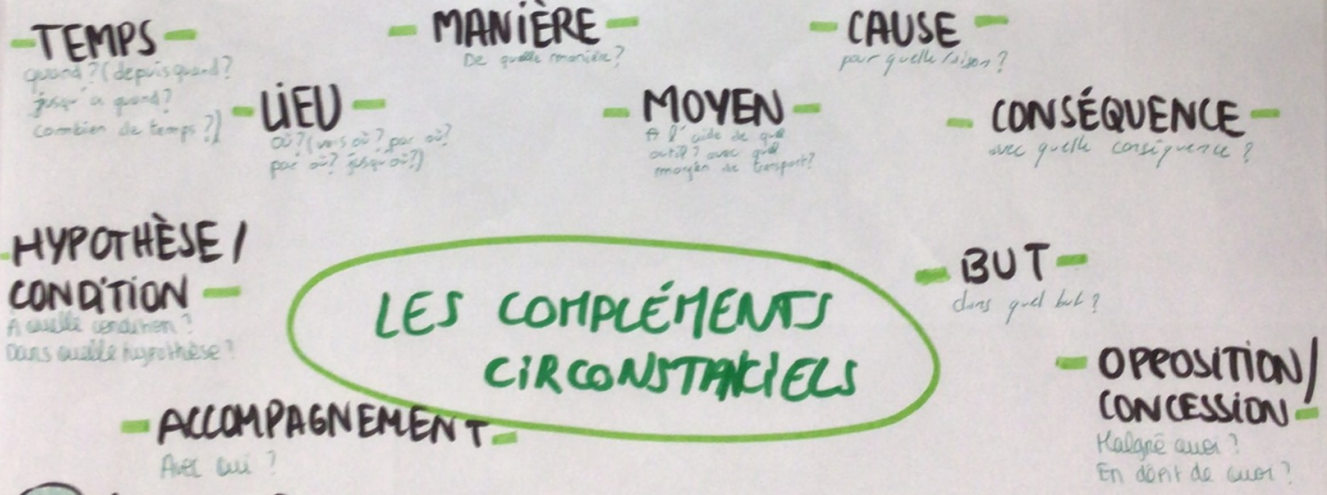 TEMPS
quand ? (depuis quand ?
jusqu'à quand ?
combien de temps ?)
LIEU
où ? (vers où ? par où ?
par où ? jusqu'où ?)
MANIÈRE
De quelle manière ?
MOYEN
A l'aide de quel
outil ? avec quel
moyen de transport ?
CAUSE
pour quelle raison ?
CONSÉQUENCE
avec quelle conséquence ?
HYPOTHÈSE /
CONDITION
A quelle condition ?
Dans quelle hypothèse ?
LES COMPLÉMENTS
CIRCONSTANCIELS
BUT
dans quel but ?
OPPOSITION/
CONCESSION
Malgré quoi ?
En dépit de quoi ?
ACCOMPAGNEMENT
Avec qui ?